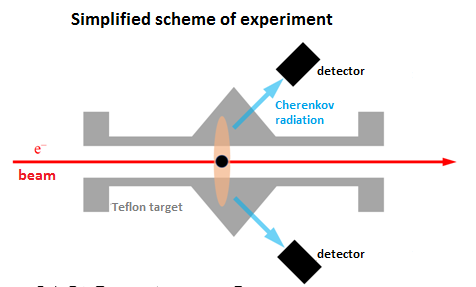 Simplified scheme of experiment
detector
Cherenkov
radiation
e⁻
beam
Teflon target
detector